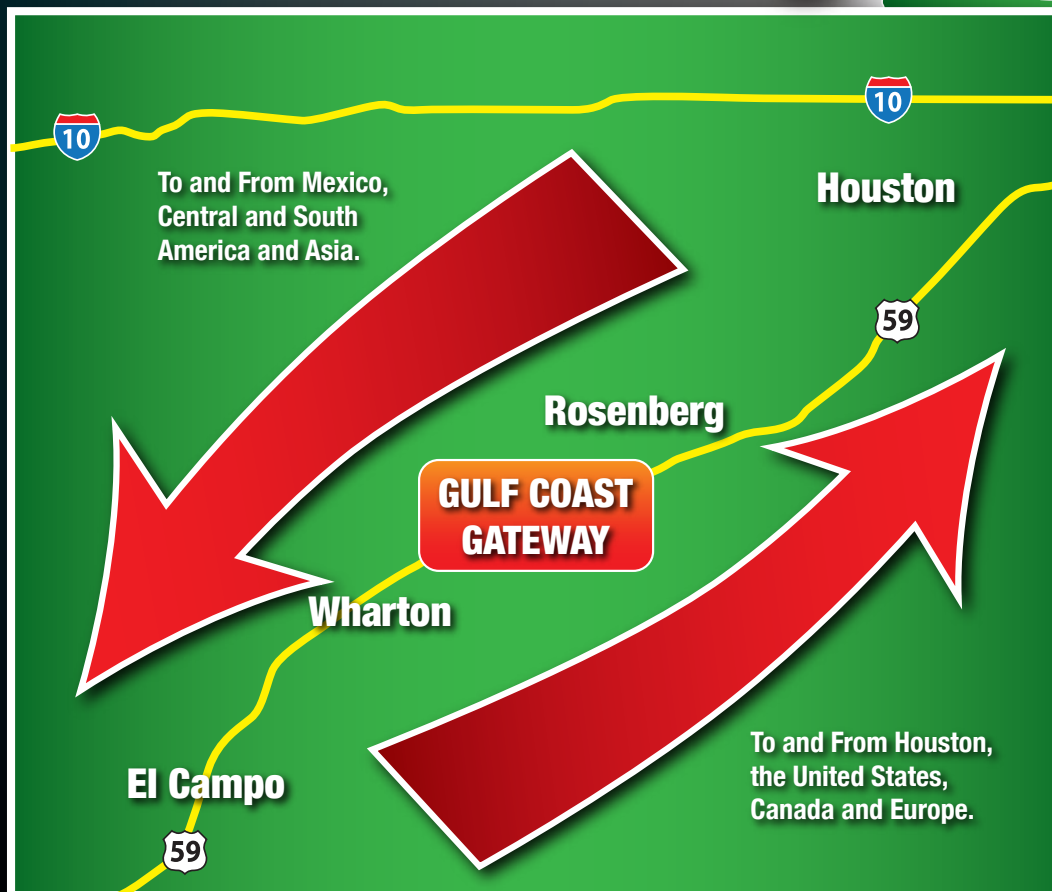 10
10
To and From Mexico,
Central and South
America and Asia.
Houston
59
Rosenberg
GULF COAST
GATEWAY
Wharton
To and From Houston,
the United States,
Canada and Europe.
El Campo
59